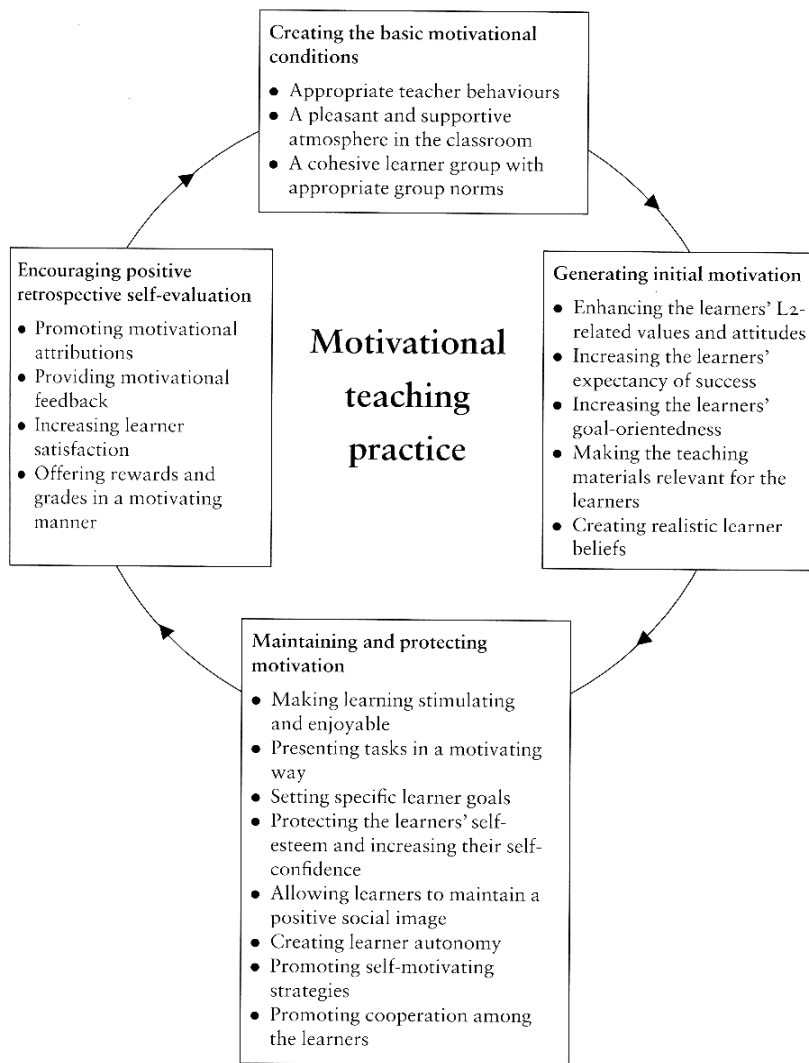 Creating the basic motivational
conditions
● Appropriate teacher behaviours
● A pleasant and supportive
atmosphere in the classroom
● A cohesive learner group with
appropriate group norms
Generating initial motivation
● Enhancing the learners' L2-
related values and attitudes
● Increasing the learners'
expectancy of success
● Increasing the learners'
goal-orientedness
● Making the teaching
materials relevant for the
learners
● Creating realistic learner
beliefs
Maintaining and protecting
motivation
● Making learning stimulating
and enjoyable
● Presenting tasks in a motivating
way
● Setting specific learner goals
● Protecting the learners' self-
esteem and increasing their self-
confidence
● Allowing learners to maintain a
positive social image
● Creating learner autonomy
● Promoting self-motivating
strategies
● Promoting cooperation among
the learners
Encouraging positive
retrospective self-evaluation
● Promoting motivational
attributions
● Providing motivational
feedback
● Increasing learner
satisfaction
● Offering rewards and
grades in a motivating
manner
Motivational
teaching
practice